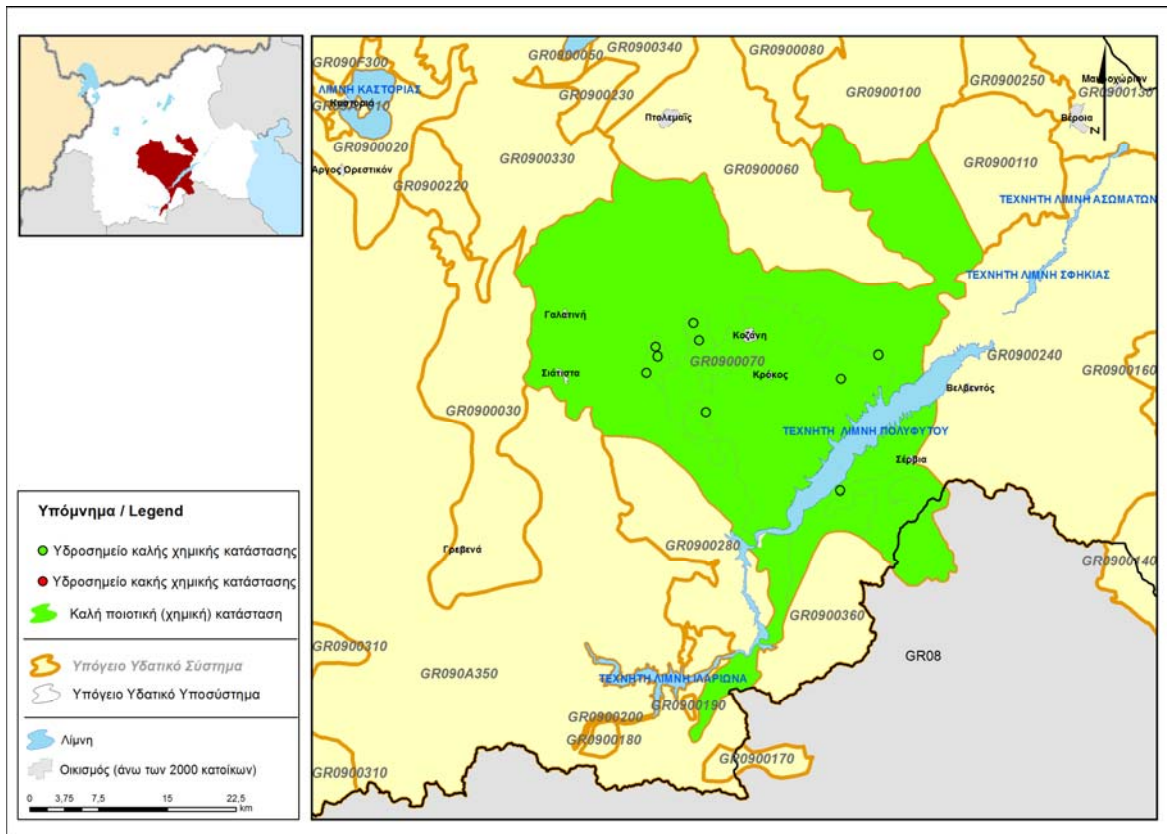 GR090F300
ΛΙΜΝΗ ΚΑΣΤΟΡΙΑΣ
Καστοριά
GR0900020
Άργος Ορεστικόν
GR0900220
GR0900050
GR0900340
GR0900230
GR0900330
Πτολεμαΐς
GR0900080
GR0900100
GR0900060
GR0900250
GR0900130
Βέροια
GR0900110
N
ΤΕΧΝΗΤΗ ΛΙΜΝΗ ΑΣΩΜΑΤΩΝ
ΤΕΧΝΗΤΗ ΛΙΜΝΗ ΣΦΗΚΙΑΣ
Γαλατινή
Κοζάνη
GR0900070
Κρόκος
Σιάτιστα
GR0900240
GR0900160
Βελβεντός
GR0900030
ΤΕΧΝΗΤΗ ΛΙΜΝΗ ΠΟΛΥΦΥΤΟΥ
Σέρβια
Γρεβενά
GR0900280
GR0900140
GR0900360
GR0900310
GR090A350
ΤΕΧΝΗΤΗ ΛΙΜΝΗ ΙΛΑΡΙΩΝΑ
GR08
GR0900190
GR0900200
GR0900180
GR0900170
GR0900310
Υπόμνημα / Legend
Υδροσημείο καλής χημικής κατάστασης
Υδροσημείο κακής χημικής κατάστασης
Καλή ποιοτική (χημική) κατάσταση
Υπόγειο Υδατικό Σύστημα
Υπόγειο Υδατικό Υποσύστημα
Λίμνη
Οικισμός (άνω των 2000 κατοίκων)
0 3,75 7,5 15 22,5
km